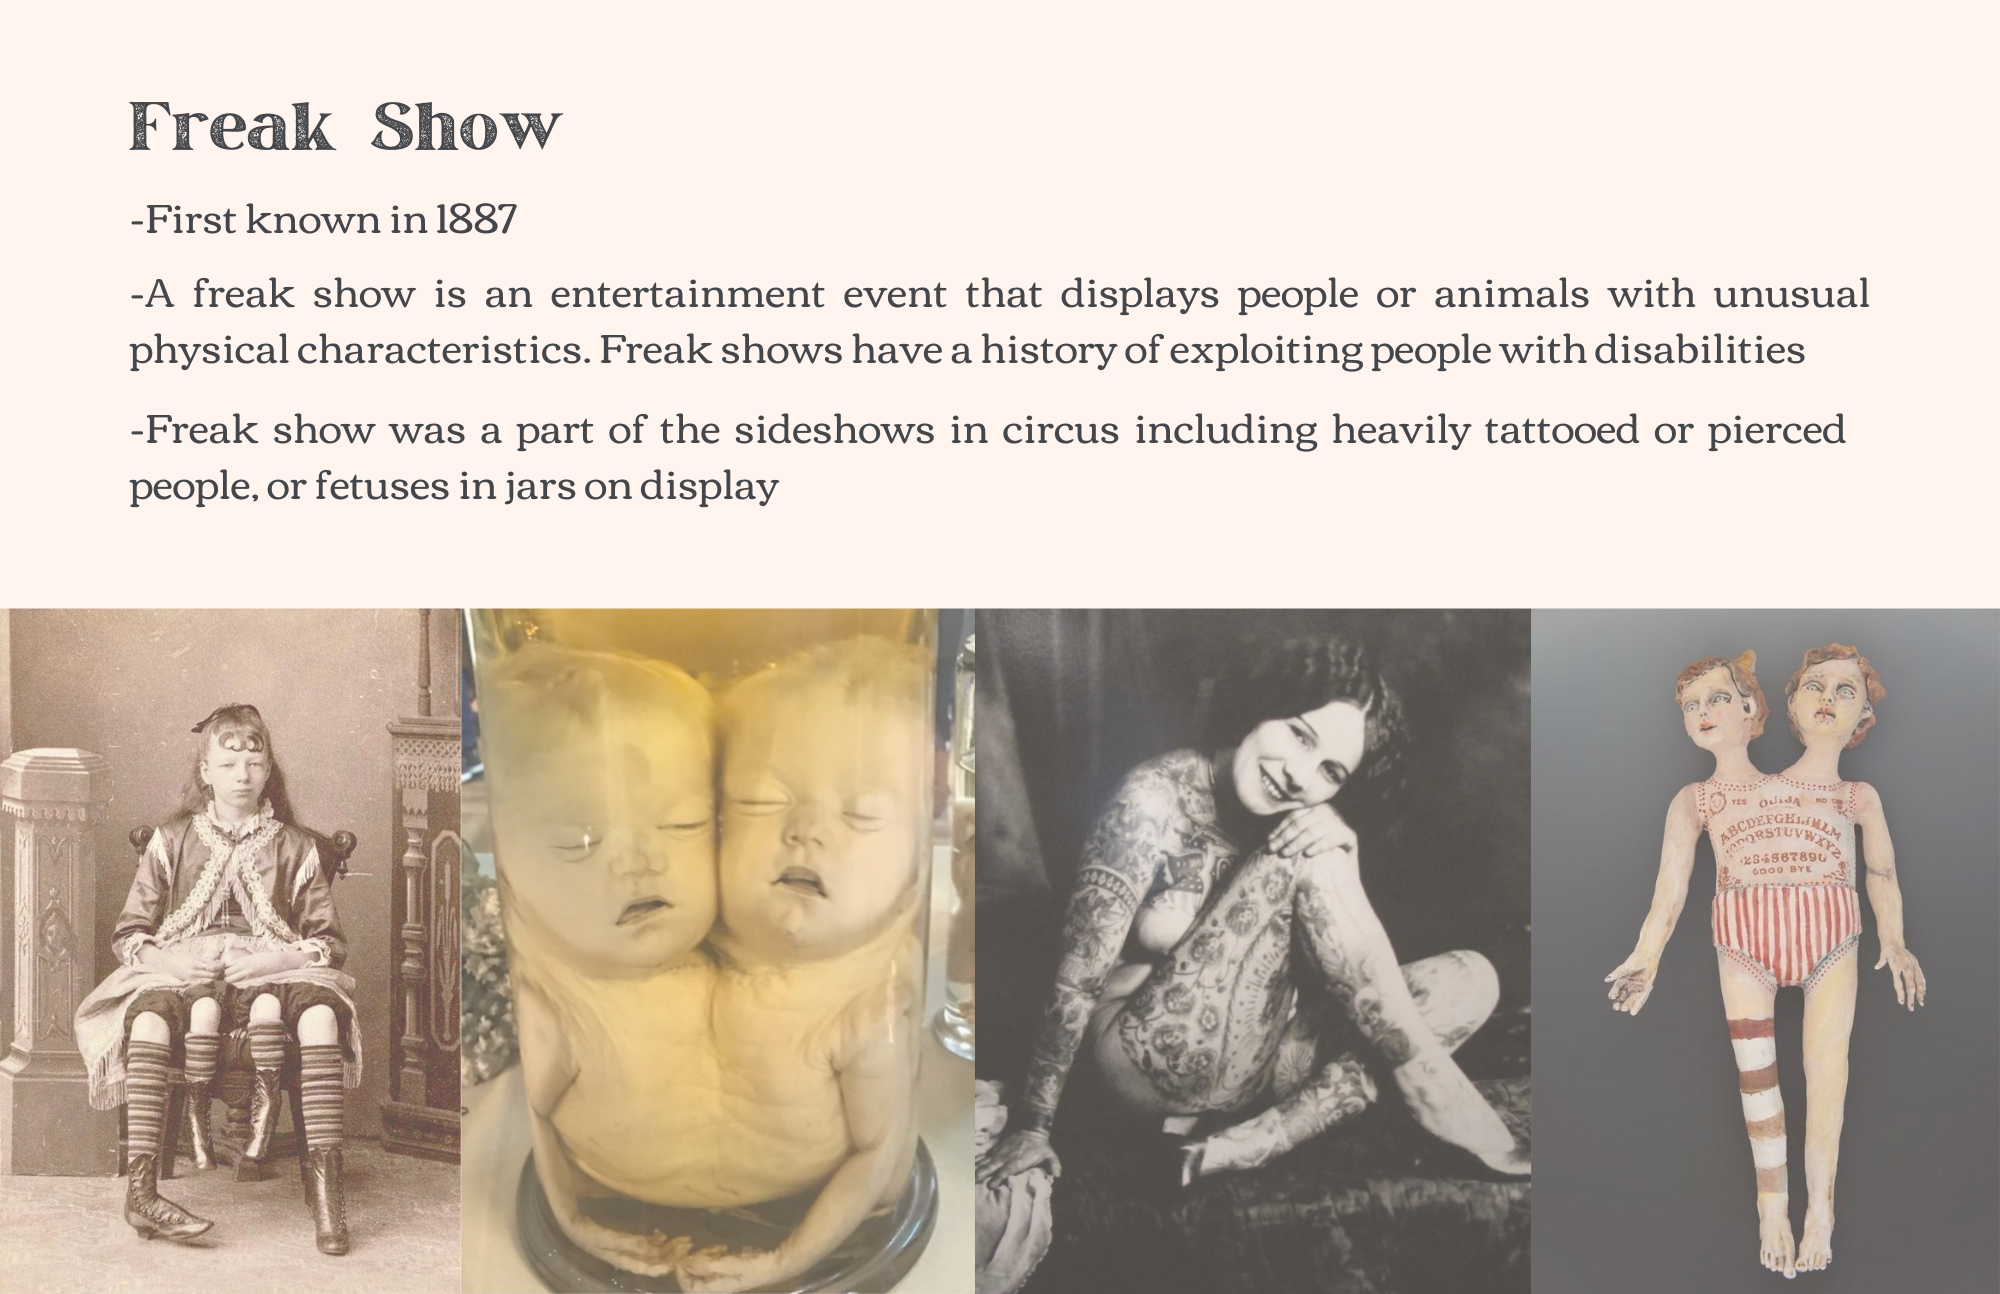 Freak Show
-First known in 1887
-A freak show is an entertainment event that displays people or animals with unusual
physical characteristics. Freak shows have a history of exploiting people with disabilities
-Freak show was a part of the sideshows in circus including heavily tattooed or pierced
people, or fetuses in jars on display
YES OUIJA NO
ABCDEFGHIJKLM
NOPQRSTUVWXYZ
1234567890
GOOD BYE